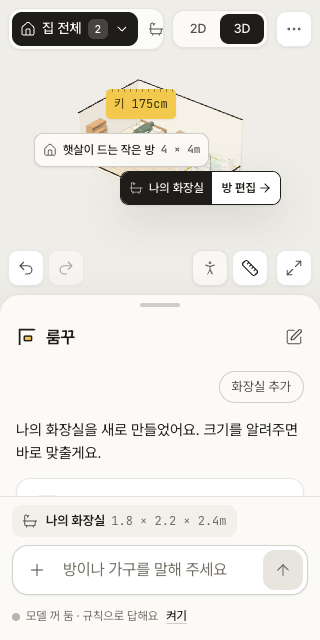 집 전체 2
2D 3D
키 175cm
햇살이 드는 작은 방 4 × 4m
나의 화장실 방 편집
룸꾸
화장실 추가
나의 화장실을 새로 만들었어요. 크기를 알려주면
바로 맞출게요.
나의 화장실 1.8 × 2.2 × 2.4m
방이나 가구를 말해 주세요
모델 꺼 둠 · 규칙으로 답해요 켜기